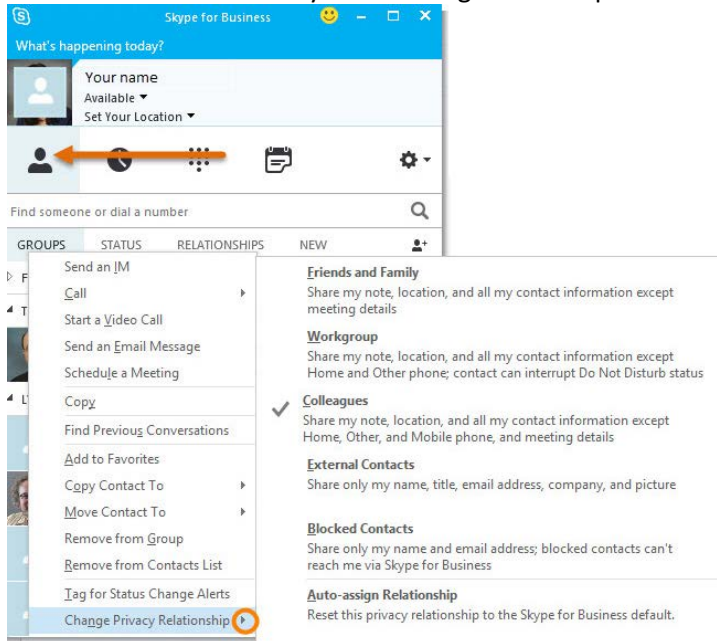 Skype for Business
What's happening today?
Your name
Available
Set Your Location
Find someone or dial a number
GROUPS STATUS RELATIONSHIPS NEW
Send an IM
Call
Start a Video Call
Send an Email Message
Schedule a Meeting
Copy
Find Previous Conversations
Add to Favorites
Copy Contact To
Move Contact To
Remove from Group
Remove from Contacts List
Tag for Status Change Alerts
Change Privacy Relationship
Friends and Family
Share my note, location, and all my contact information except
meeting details
Workgroup
Share my note, location, and all my contact information except
Home and Other phone; contact can interrupt Do Not Disturb status
Colleagues
Share my note, location, and all my contact information except
Home, Other, and Mobile phone, and meeting details
External Contacts
Share only my name, title, email address, company, and picture
Blocked Contacts
Share only my name and email address; blocked contacts can't
reach me via Skype for Business
Auto-assign Relationship
Reset this privacy relationship to the Skype for Business default.